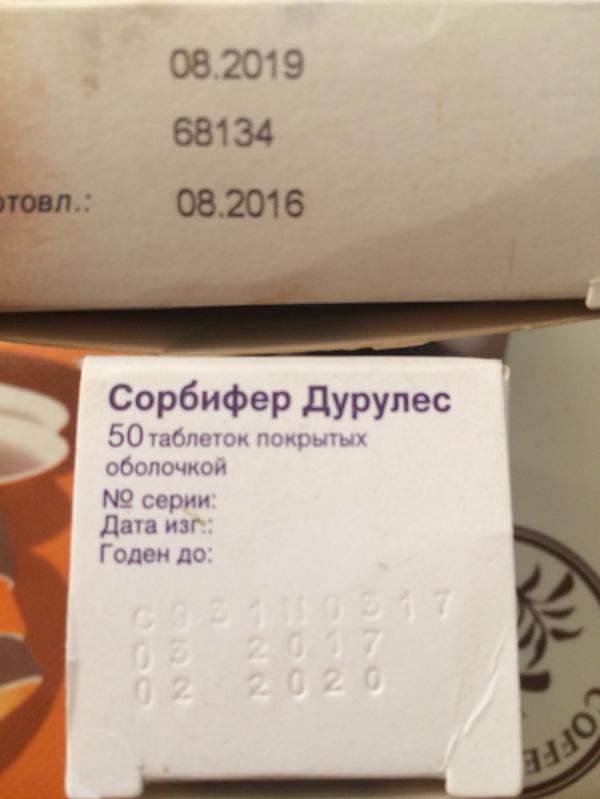 08.2019
68134
отовл.: 08.2016
Сорбифер Дурулес
50 таблеток покрытых
оболочкой
№ серии:
Дата изг.:
Годен до:
03 2017
02 2020
COFFE